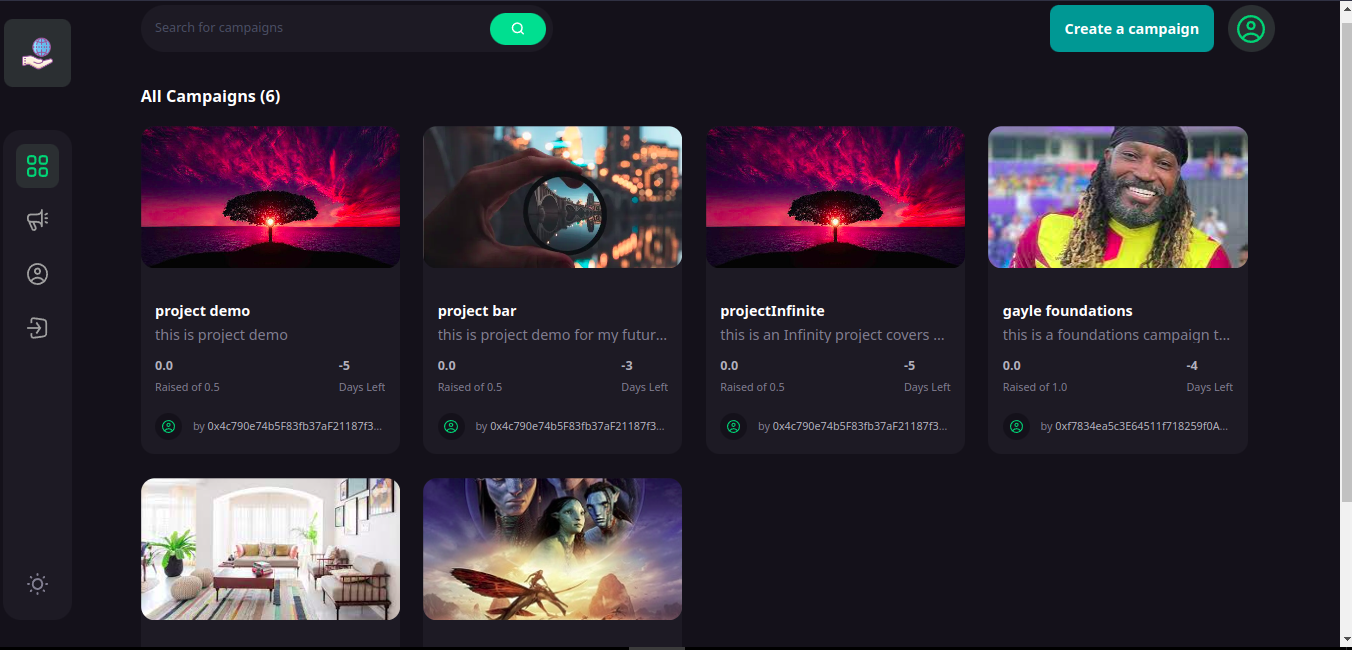 Search for campaigns
Create a campaign
All Campaigns (6)
project demo
this is project demo
0.0
-5
Raised of 0.5
Days Left
by 0x4c790e74b5F83fb37aF21187f3...
project bar
this is project demo for my futur...
0.0
-3
Raised of 0.5
Days Left
by 0x4c790e74b5F83fb37aF21187f3...
projectInfinite
this is an Infinity project covers ...
0.0
-5
Raised of 0.5
Days Left
by 0x4c790e74b5F83fb37aF21187f3...
gayle foundations
this is a foundations campaign t...
0.0
-4
Raised of 1.0
Days Left
by 0xf7834ea5c3E64511f718259f0A...